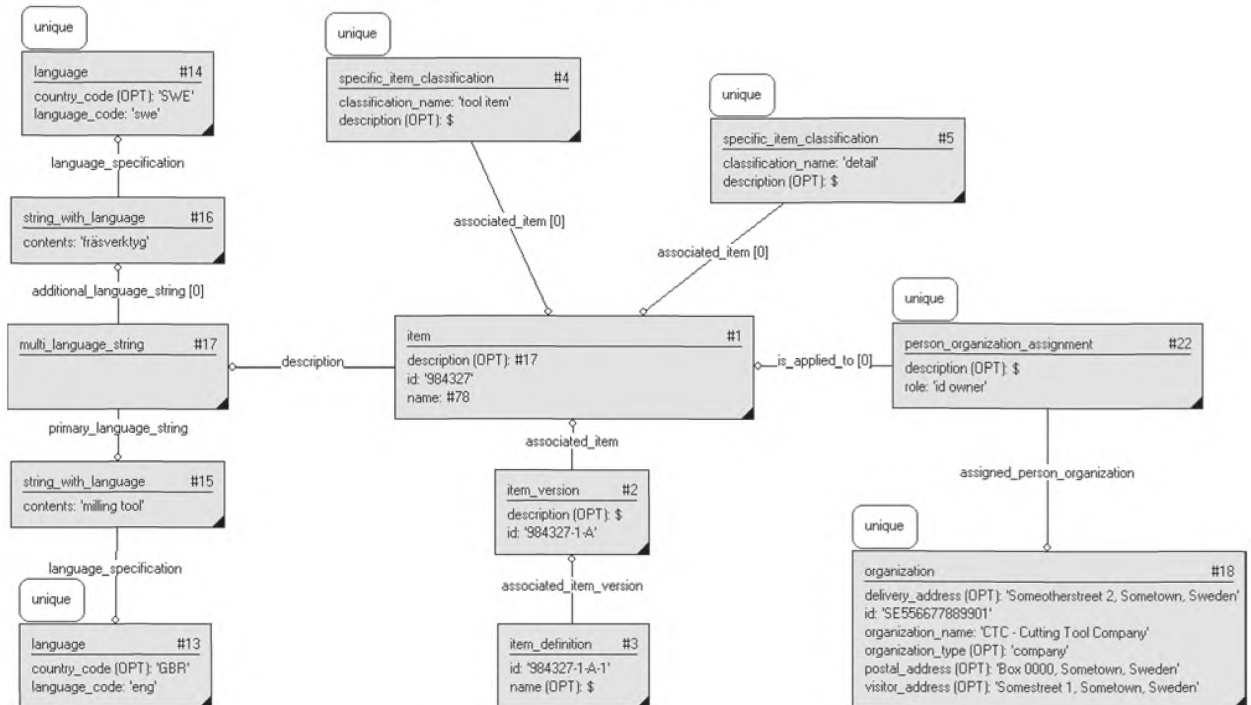 unique
language #14
country_code (OPT): 'SWE'
language_code: 'swe'
language_specification
string_with_language #16
contents: 'fräsverktyg'
additional_language_string [0]
multi_language_string #17
primary_language_string
string_with_language #15
contents: 'milling tool'
language_specification
unique
language #13
country_code (OPT): 'GBR'
language_code: 'eng'
description
unique
specific_item_classification #4
classification_name: 'tool item'
description (OPT): $
associated_item [0]
unique
specific_item_classification #5
classification_name: 'detail'
description (OPT): $
associated_item [0]
item #1
description (OPT): #17
id: '984327'
name: #78
associated_item
item_version #2
description (OPT): $
id: '984327-1-A'
associated_item_version
item_definition #3
id: '984327-1-A-1'
name (OPT): $
is_applied_to [0]
unique
person_organization_assignment #22
description (OPT): $
role: 'id owner'
assigned_person_organization
unique
organization #18
delivery_address (OPT): 'Someotherstreet 2, Sometown, Sweden'
id: 'SE556677889901'
organization_name: 'CTC - Cutting Tool Company'
organization_type (OPT): 'company'
postal_address (OPT): 'Box 0000, Sometown, Sweden'
visitor_address (OPT): 'Somestreet 1, Sometown, Sweden'